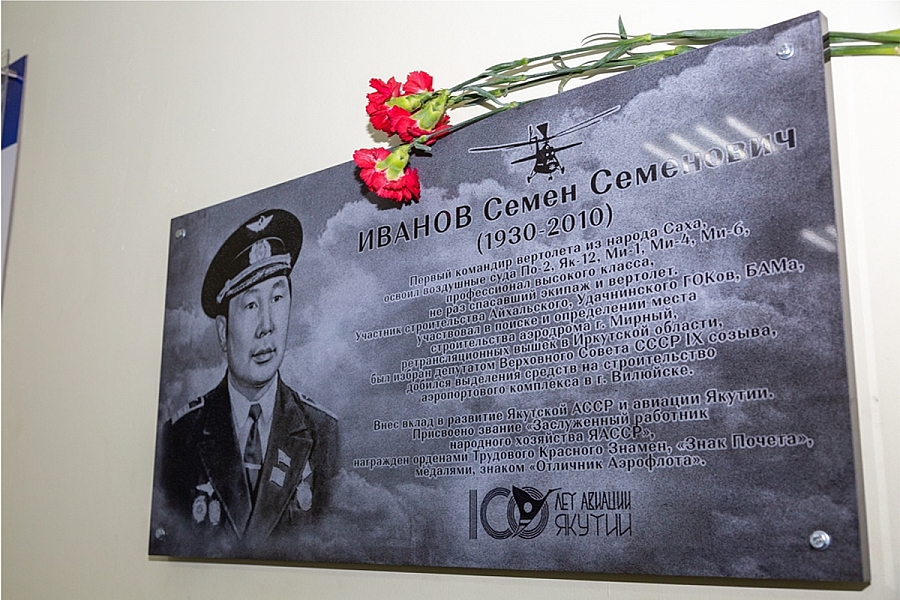 ИВАНОВ Семен Семенович
(1930-2010)
Первый командир вертолета из народа Саха,
освоил воздушные суда По-2, Як-12, Ми-1, Ми-4, Ми-6,
профессионал высокого класса,
не раз спасавший экипаж и вертолет.
Участник строительства Айхальского, Удачнинского ГОКов, БАМа,
участвовал в поиске и определении места
строительства аэродрома г. Мирный,
ретрансляционных вышек в Иркутской области,
был избран депутатом Верховного Совета СССР IX созыва,
добился выделения средств на строительство
аэропортового комплекса в г. Вилюйске.
Внес вклад в развитие Якутской АССР и авиации Якутии.
Присвоено звание «Заслуженный работник
народного хозяйства ЯАССР»,
награжден орденами Трудового Красного Знамен, «Знак Почета»,
медалями, знаком «Отличник Аэрофлота».
100 ЛЕТ АВИАЦИИ
ЯКУТИИ